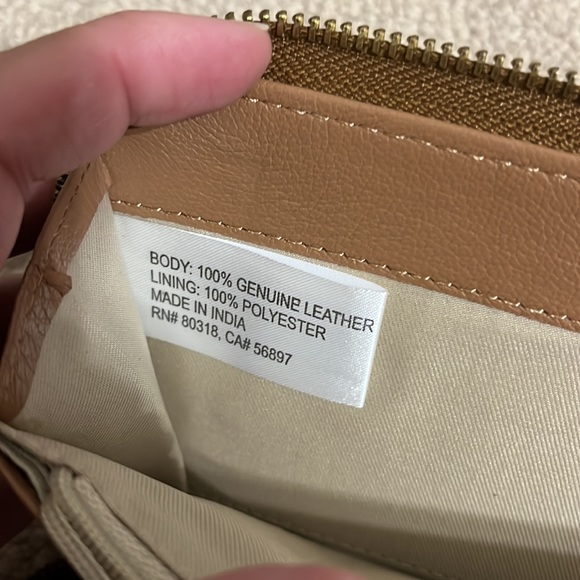 BODY: 100% GENUINE LEATHER
LINING: 100% POLYESTER
MADE IN INDIA
RN# 80318, CA# 56897